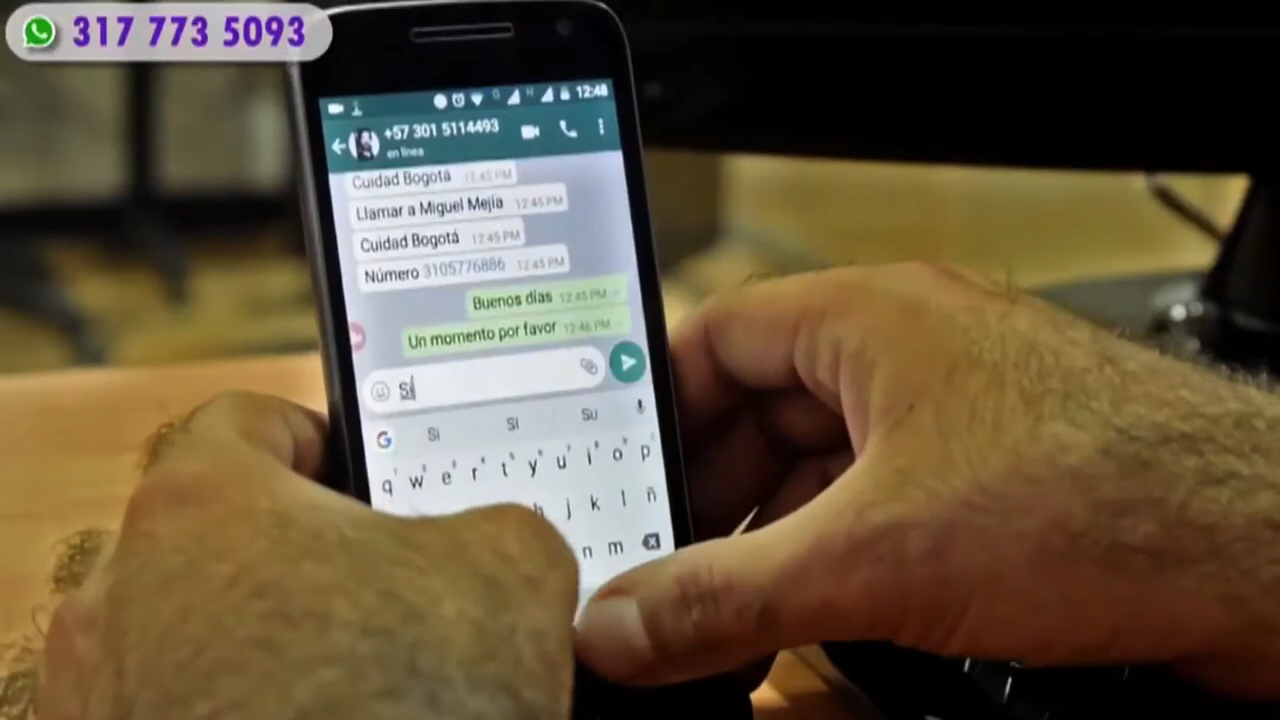 317 773 5093
12:48
+57 301 5114493
en línea
Cuidad Bogotá 12:45 PM
Llamar a Miguel Mejía 12:45 PM
Cuidad Bogotá 12:45 PM
Número 3105776886 12:45 PM
Buenos días 12:45 PM
Un momento por favor 12:46 PM
Si
G Si Sí Su
q w e r t y u i o p
h j k l ñ
n m